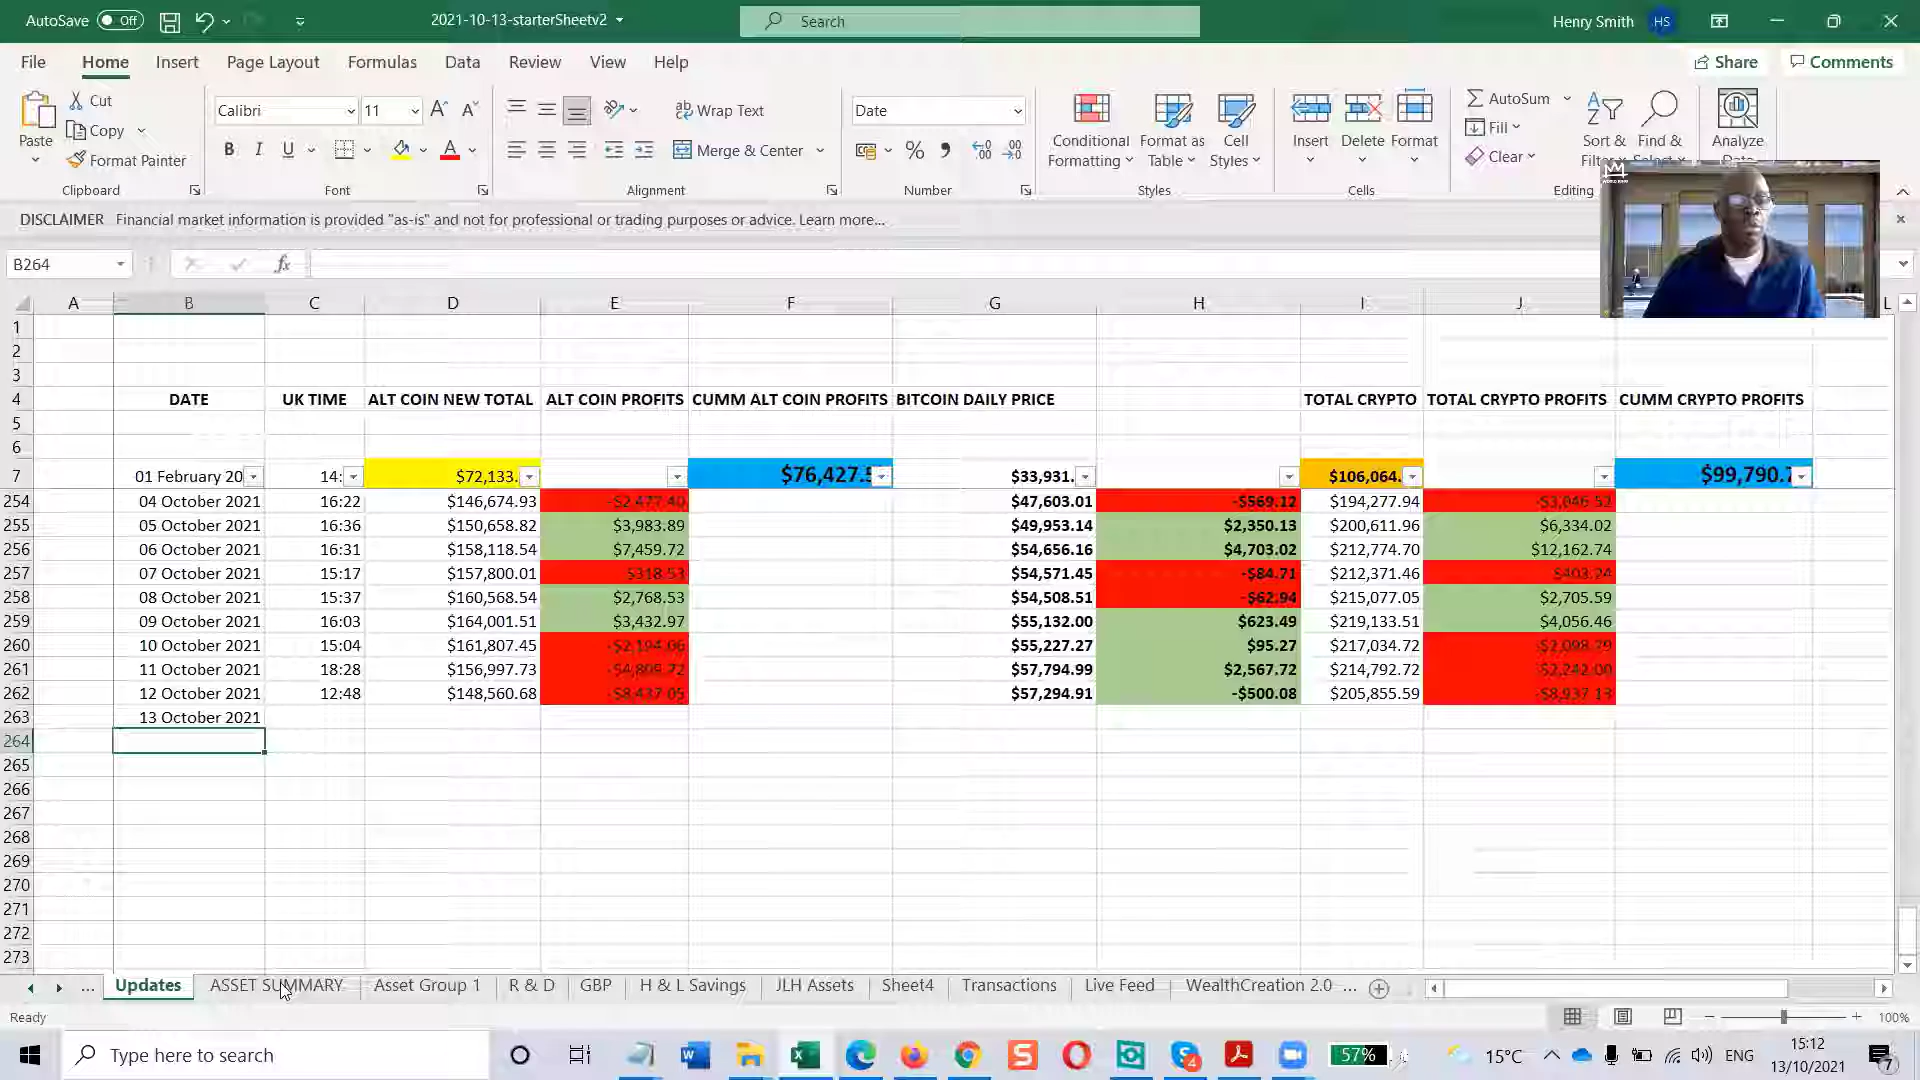 AutoSave Off 2021-10-13-starterSheetv2 Search Henry Smith HS
File Home Insert Page Layout Formulas Data Review View Help Share Comments
Cut Calibri 11 Wrap Text Date AutoSum
Copy Fill
Paste Format Painter B I U Merge & Center Conditional Formatting Format as Table Cell Styles Insert Delete Format Clear Sort & Find & Analyze
Clipboard Font Alignment Number Styles Cells Editing
DISCLAIMER Financial market information is provided "as-is" and not for professional or trading purposes or advice. Learn more...
B264 fx
A B C D E F G H I J L
1
2
3
4 DATE UK TIME ALT COIN NEW TOTAL ALT COIN PROFITS CUMM ALT COIN PROFITS BITCOIN DAILY PRICE TOTAL CRYPTO TOTAL CRYPTO PROFITS CUMM CRYPTO PROFITS
5
6
7 01 February 20 14: $72,133. $76,427. $33,931. $106,064. $99,790.
254 04 October 2021 16:22 $146,674.93 -$2,477.40 $47,603.01 -$569.12 $194,277.94 -$3,046.52
255 05 October 2021 16:36 $150,658.82 $3,983.89 $49,953.14 $2,350.13 $200,611.96 $6,334.02
256 06 October 2021 16:31 $158,118.54 $7,459.72 $54,656.16 $4,703.02 $212,774.70 $12,162.74
257 07 October 2021 15:17 $157,800.01 $318.53 $54,571.45 -$84.71 $212,371.46 $403.24
258 08 October 2021 15:37 $160,568.54 $2,768.53 $54,508.51 -$62.94 $215,077.05 $2,705.59
259 09 October 2021 16:03 $164,001.51 $3,432.97 $55,132.00 $623.49 $219,133.51 $4,056.46
260 10 October 2021 15:04 $161,807.45 -$2,194.06 $55,227.27 $95.27 $217,034.72 -$2,098.79
261 11 October 2021 18:28 $156,997.73 -$4,809.72 $57,794.99 $2,567.72 $214,792.72 -$2,242.00
262 12 October 2021 12:48 $148,560.68 -$8,437.05 $57,294.91 -$500.08 $205,855.59 -$8,937.13
263 13 October 2021
264
265
266
267
268
269
270
271
272
273
... Updates ASSET SUMMARY Asset Group 1 R & D GBP H & L Savings JLH Assets Sheet4 Transactions Live Feed WealthCreation 2.0 ...
Ready 100%
Type here to search 57% 15°C ENG 15:12
13/10/2021 7